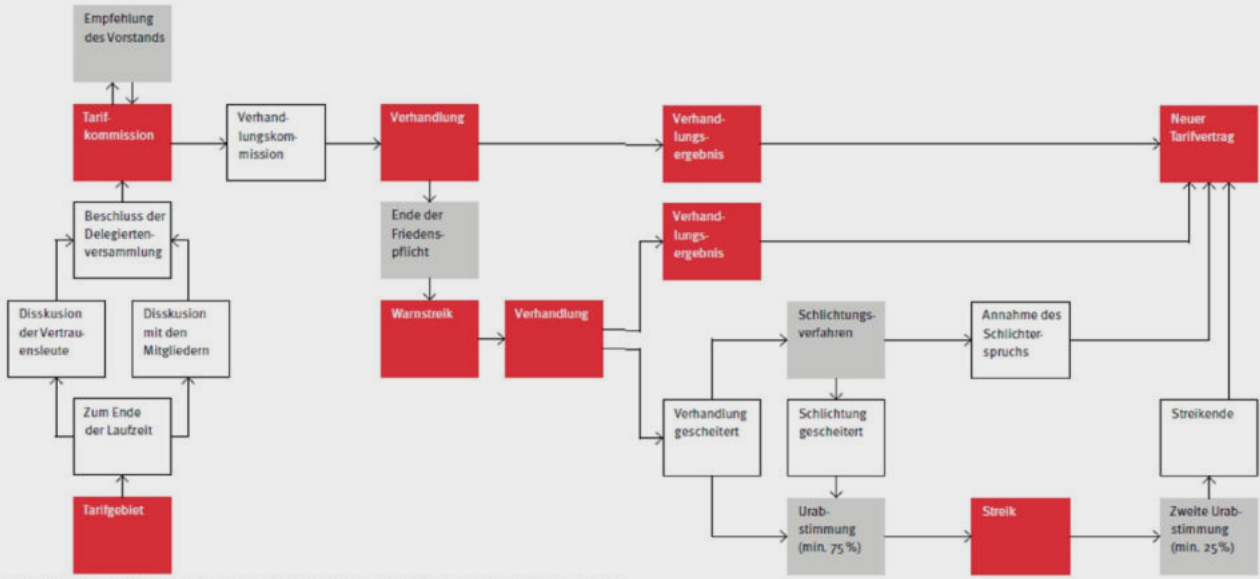 Empfehlung
des Vorstands
Tarif-
kommission
Verhand-
lungskom-
mission
Verhandlung
Verhand-
lungs-
ergebnis
Neuer
Tarifvertrag
Beschluss der
Delegierten-
versammlung
Ende der
Friedens-
pflicht
Verhand-
lungs-
ergebnis
Disskusion
der Vertrau-
ensleute
Disskusion
mit den
Mitgliedern
Warnstreik
Verhandlung
Schlichtungs-
verfahren
Annahme des
Schlichter-
spruchs
Zum Ende
der Laufzeit
Verhandlung
gescheitert
Schlichtung
gescheitert
Streikende
Tarifgebiet
Urab-
stimmung
(min. 75 %)
Streik
Zweite Urab-
stimmung
(min. 25%)